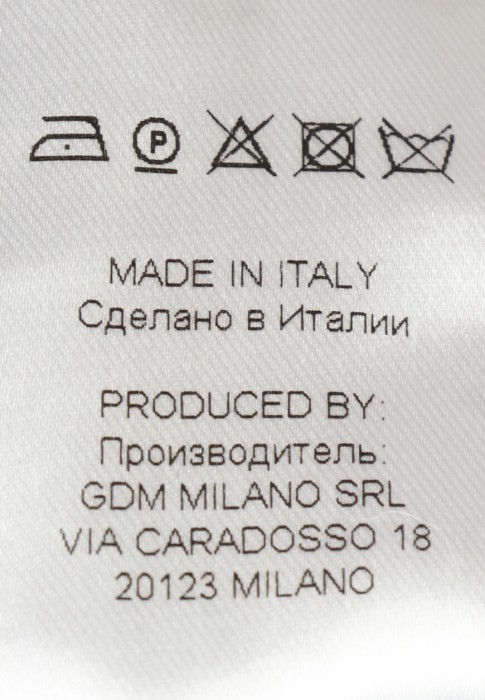 P
MADE IN ITALY
Сделано в Италии
PRODUCED BY:
Производитель:
GDM MILANO SRL
VIA CARADOSSO 18
20123 MILANO